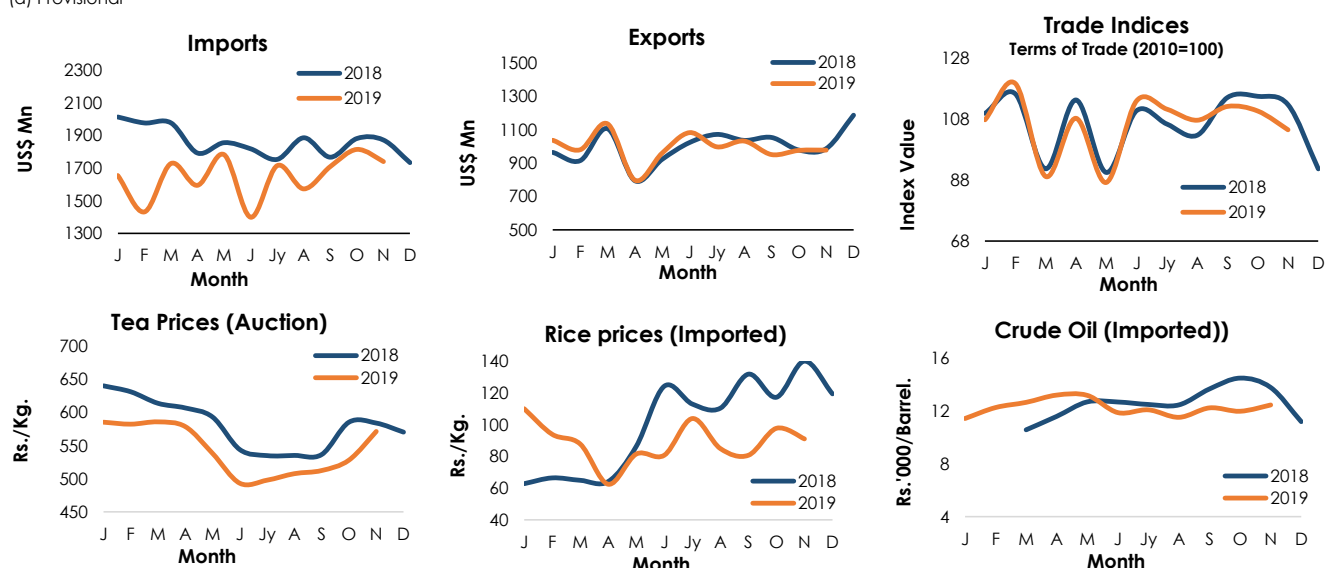 (a) Provisional
Imports
2300
2100
1900
1700
1500
1300
US$ Mn
2018
2019
J F M A M J Jy A S O N D
Month
Exports
1500
1300
1100
900
700
500
US$ Mn
2018
2019
J F M A M J Jy A S O N D
Month
Trade Indices
Terms of Trade (2010=100)
128
108
88
68
Index Value
2018
2019
J F M A M J Jy A S O N D
Month
Tea Prices (Auction)
700
650
600
550
500
450
Rs./Kg.
2018
2019
J F M A M J Jy A S O N D
Month
Rice prices (Imported)
140
120
100
80
60
40
Rs./Kg.
2018
2019
J F M A M J Jy A S O N D
Month
Crude Oil (Imported))
16
12
8
4
Rs.'000/Barrel.
2018
2019
J F M A M J Jy A S O N D
Month